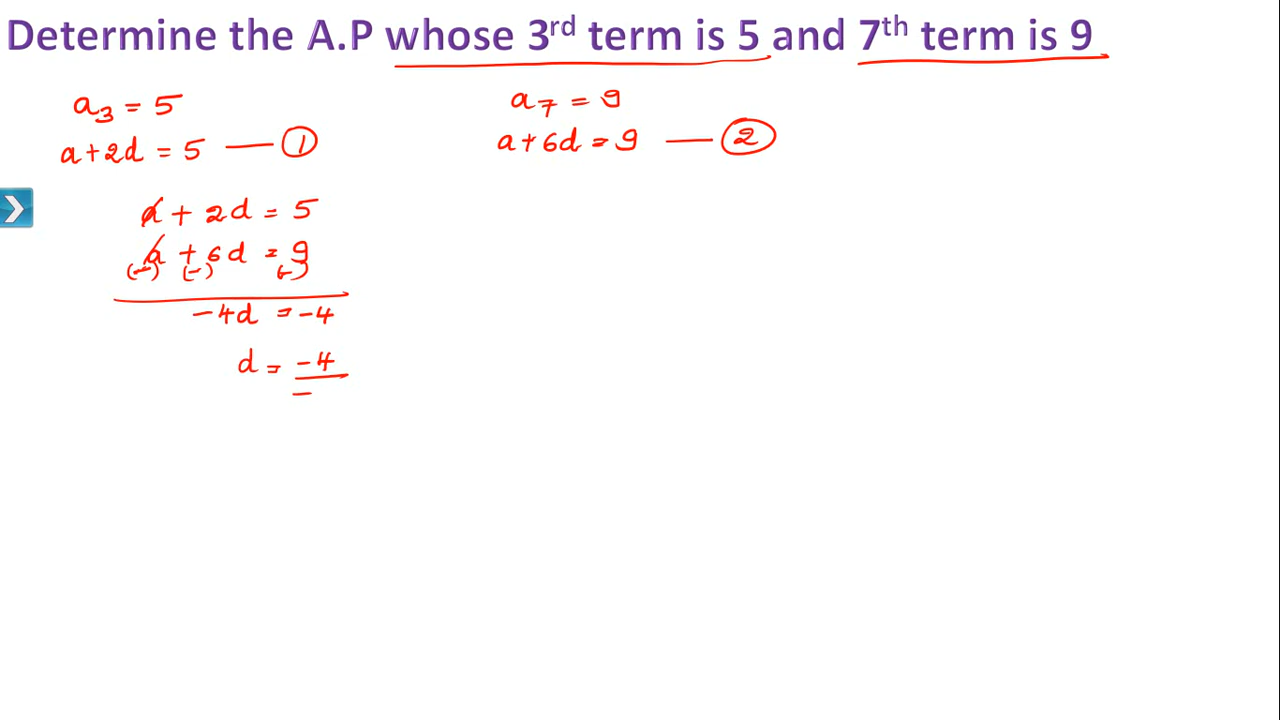 Determine the A.P whose 3rd term is 5 and 7th term is 9
a3 = 5
a+2d = 5 — 1
a7 = 9
a+6d = 9 — 2
a + 2d = 5
a + 6d = 9
(-) (-) (-)
-4d = -4
d = -4
-